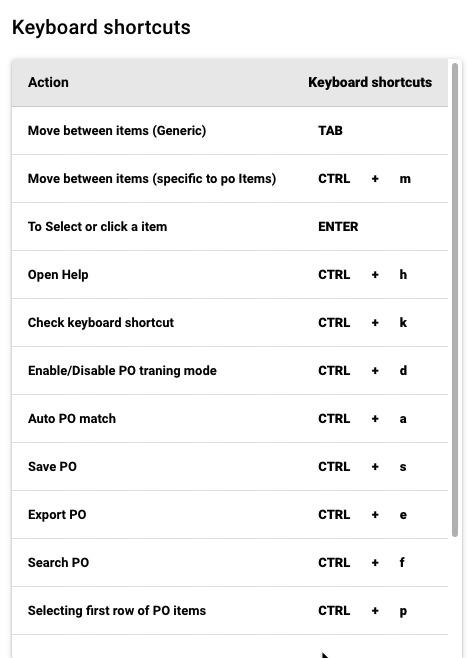 Keyboard shortcuts
Action Keyboard shortcuts
Move between items (Generic) TAB
Move between items (specific to po Items) CTRL + m
To Select or click a item ENTER
Open Help CTRL + h
Check keyboard shortcut CTRL + k
Enable/Disable PO traning mode CTRL + d
Auto PO match CTRL + a
Save PO CTRL + s
Export PO CTRL + e
Search PO CTRL + f
Selecting first row of PO items CTRL + p